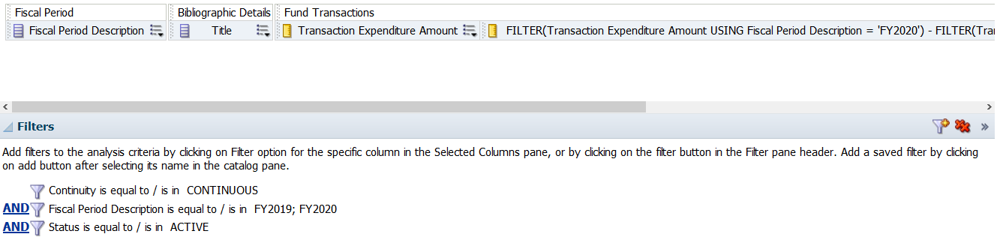 Fiscal Period Bibliographic Details Fund Transactions
Fiscal Period Description Title Transaction Expenditure Amount FILTER(Transaction Expenditure Amount USING Fiscal Period Description = 'FY2020') - FILTER(Tra
Filters
Add filters to the analysis criteria by clicking on Filter option for the specific column in the Selected Columns pane, or by clicking on the filter button in the Filter pane header. Add a saved filter by clicking
on add button after selecting its name in the catalog pane.
Continuity is equal to / is in CONTINUOUS
AND Fiscal Period Description is equal to / is in FY2019; FY2020
AND Status is equal to / is in ACTIVE